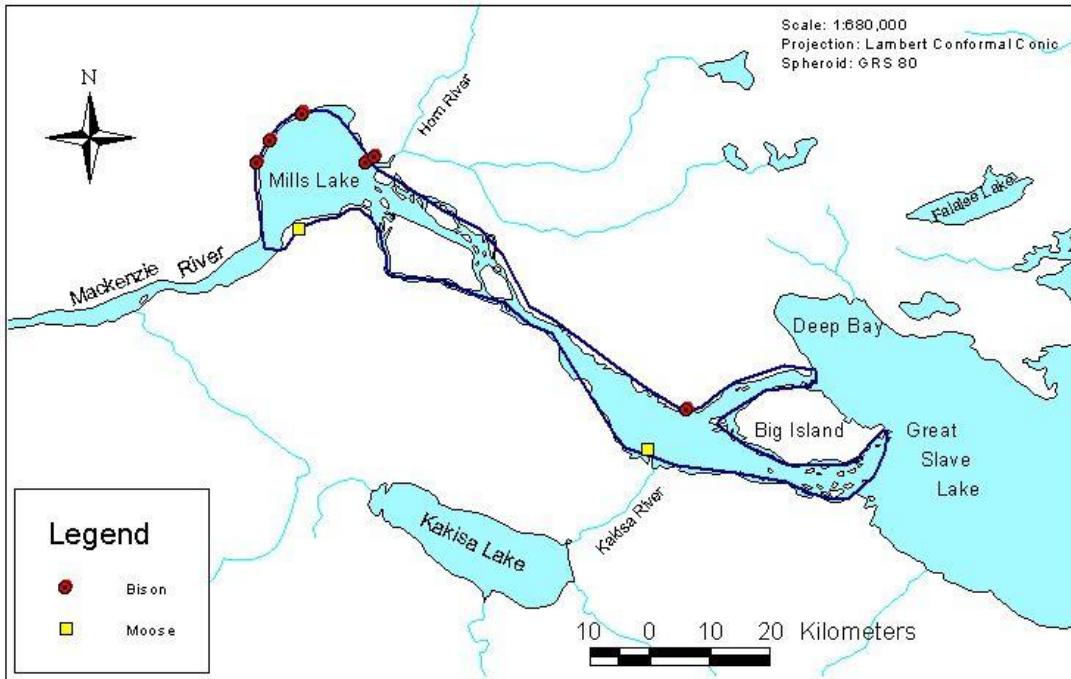 Scale: 1:680,000
Projection: Lambert Conformal Conic
Spheroid: GRS 80
N
Horn River
Mills Lake
Falaise Lake
Mackenzie River
Deep Bay
Big Island
Great
Slave
Lake
Kakisa River
Kakisa Lake
Legend
Bison
Moose
10 0 10 20 Kilometers